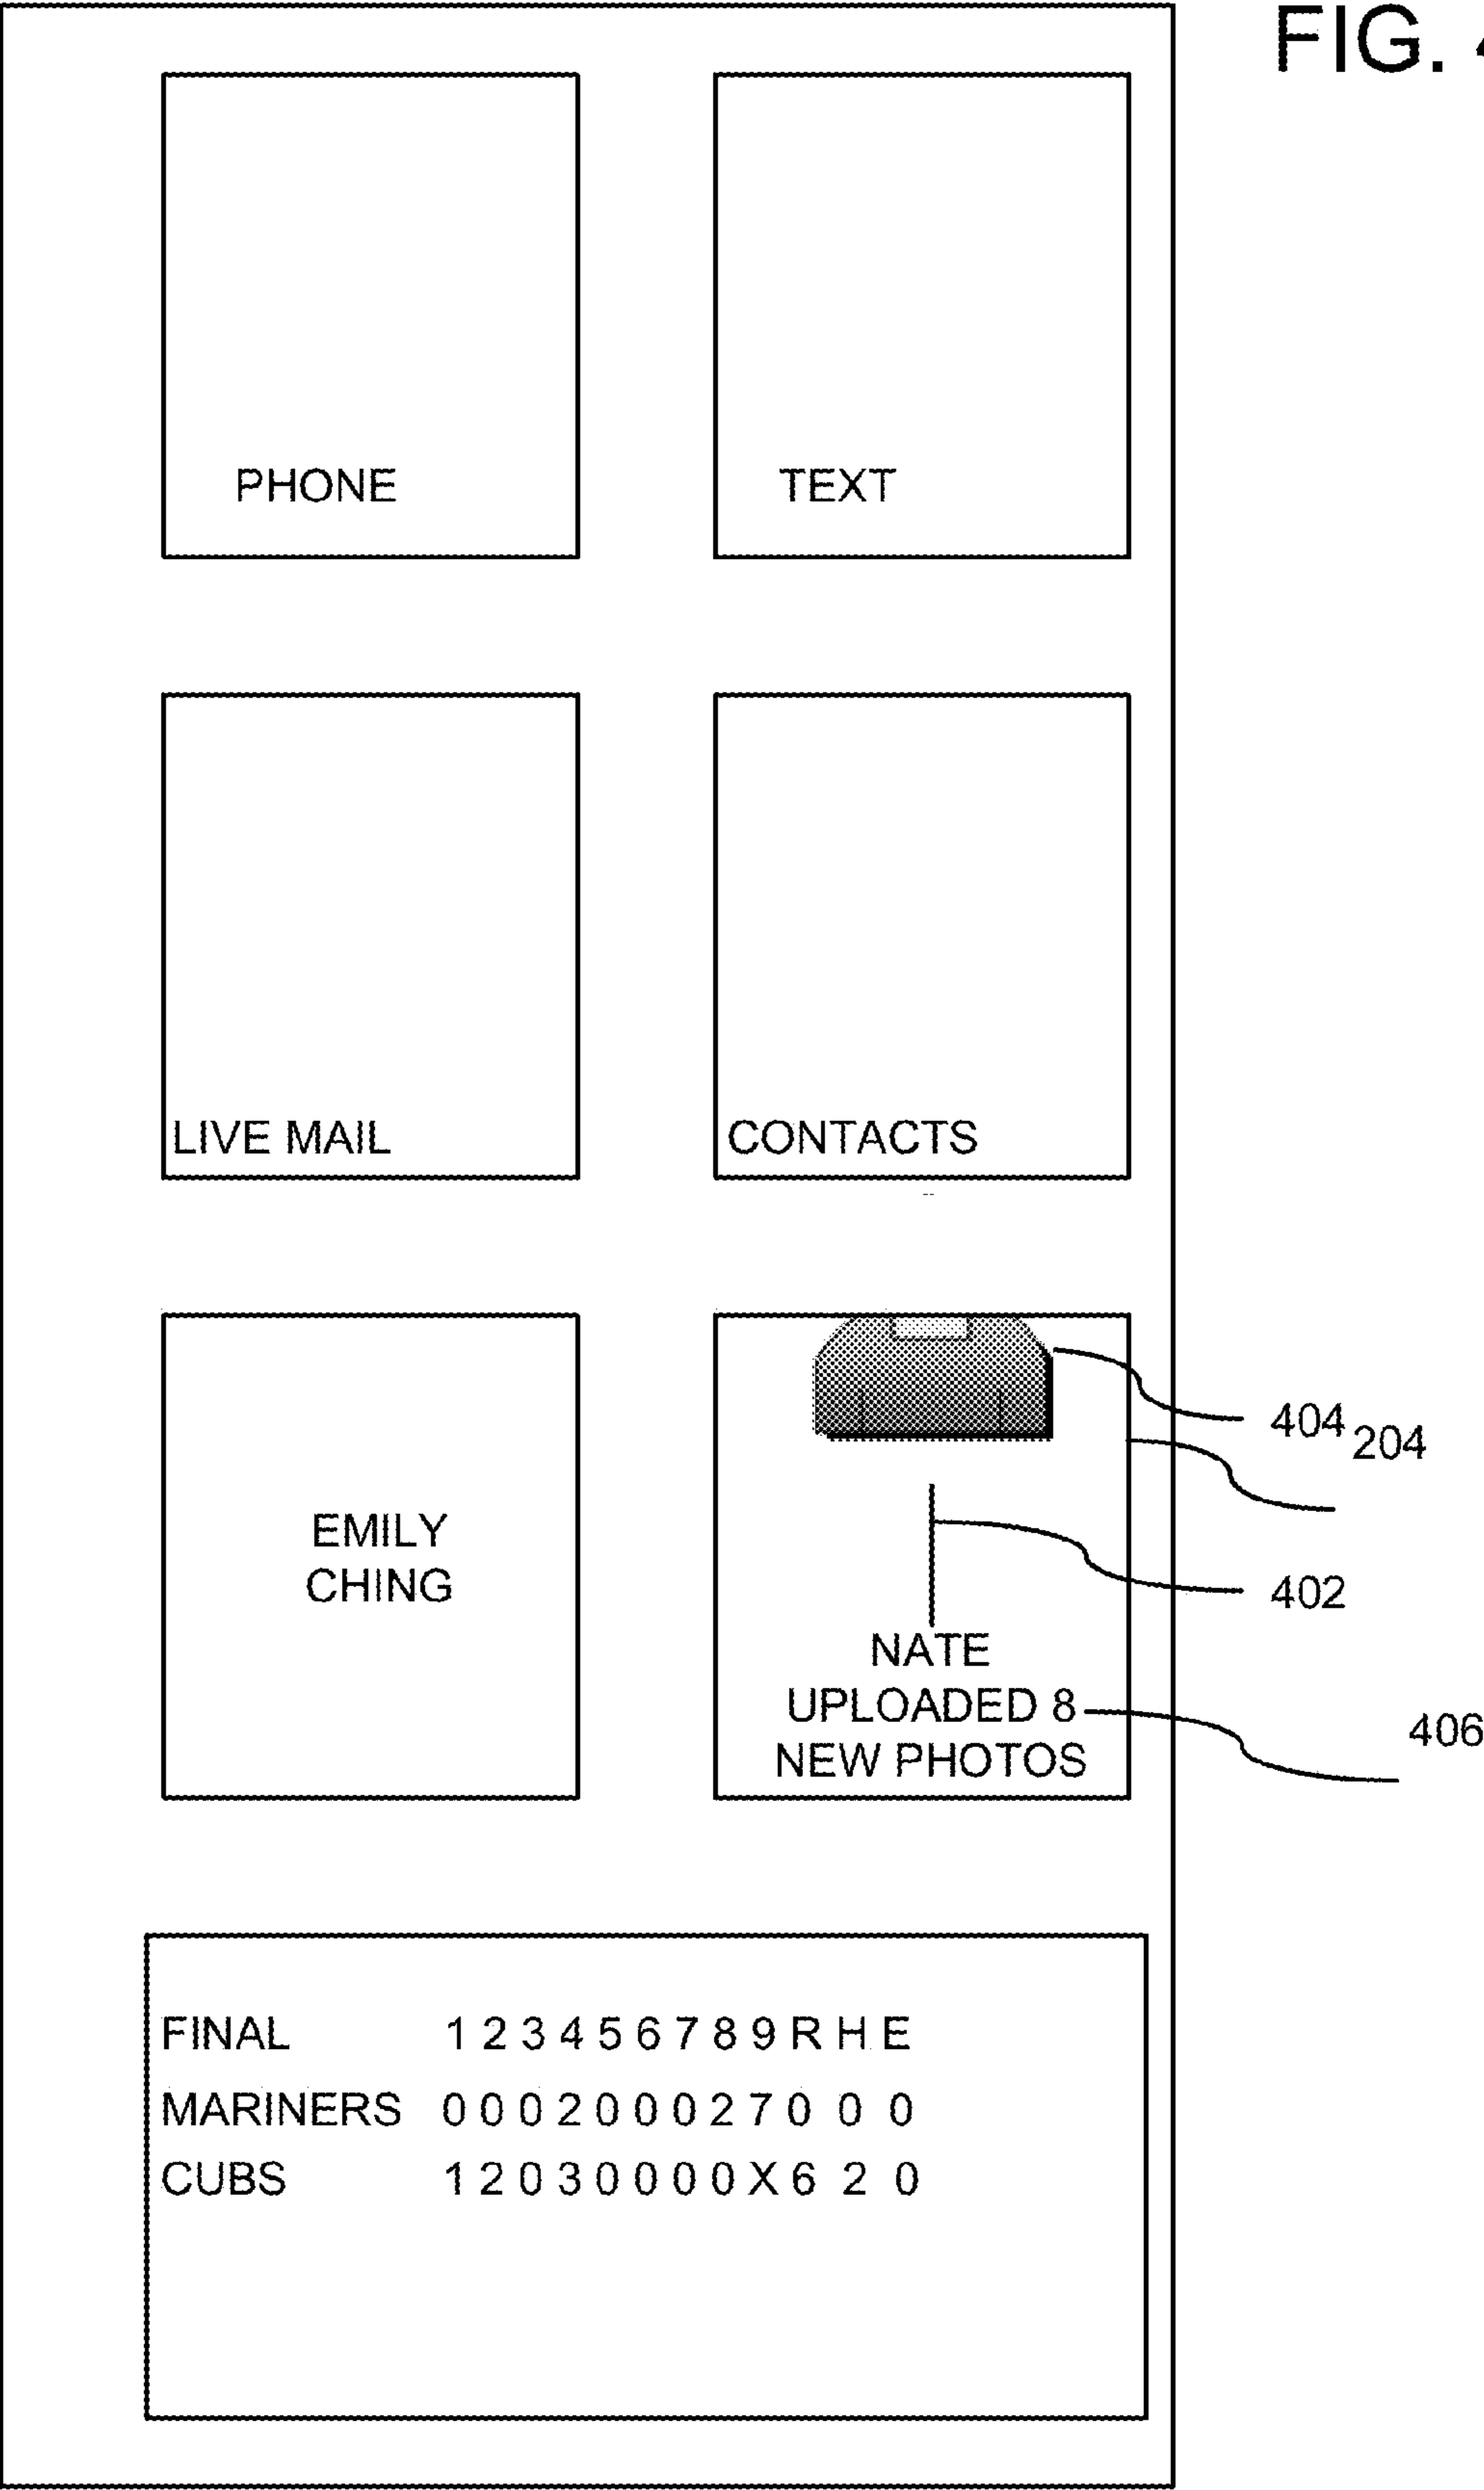 FIG. 4
PHONE
TEXT
LIVE MAIL
CONTACTS
EMILY
CHING
404
204
402
NATE
UPLOADED 8
NEW PHOTOS
406
FINAL 1 2 3 4 5 6 7 8 9 R H E
MARINERS 0 0 0 2 0 0 0 2 7 0 0 0
CUBS 1 2 0 3 0 0 0 0 X 6 2 0